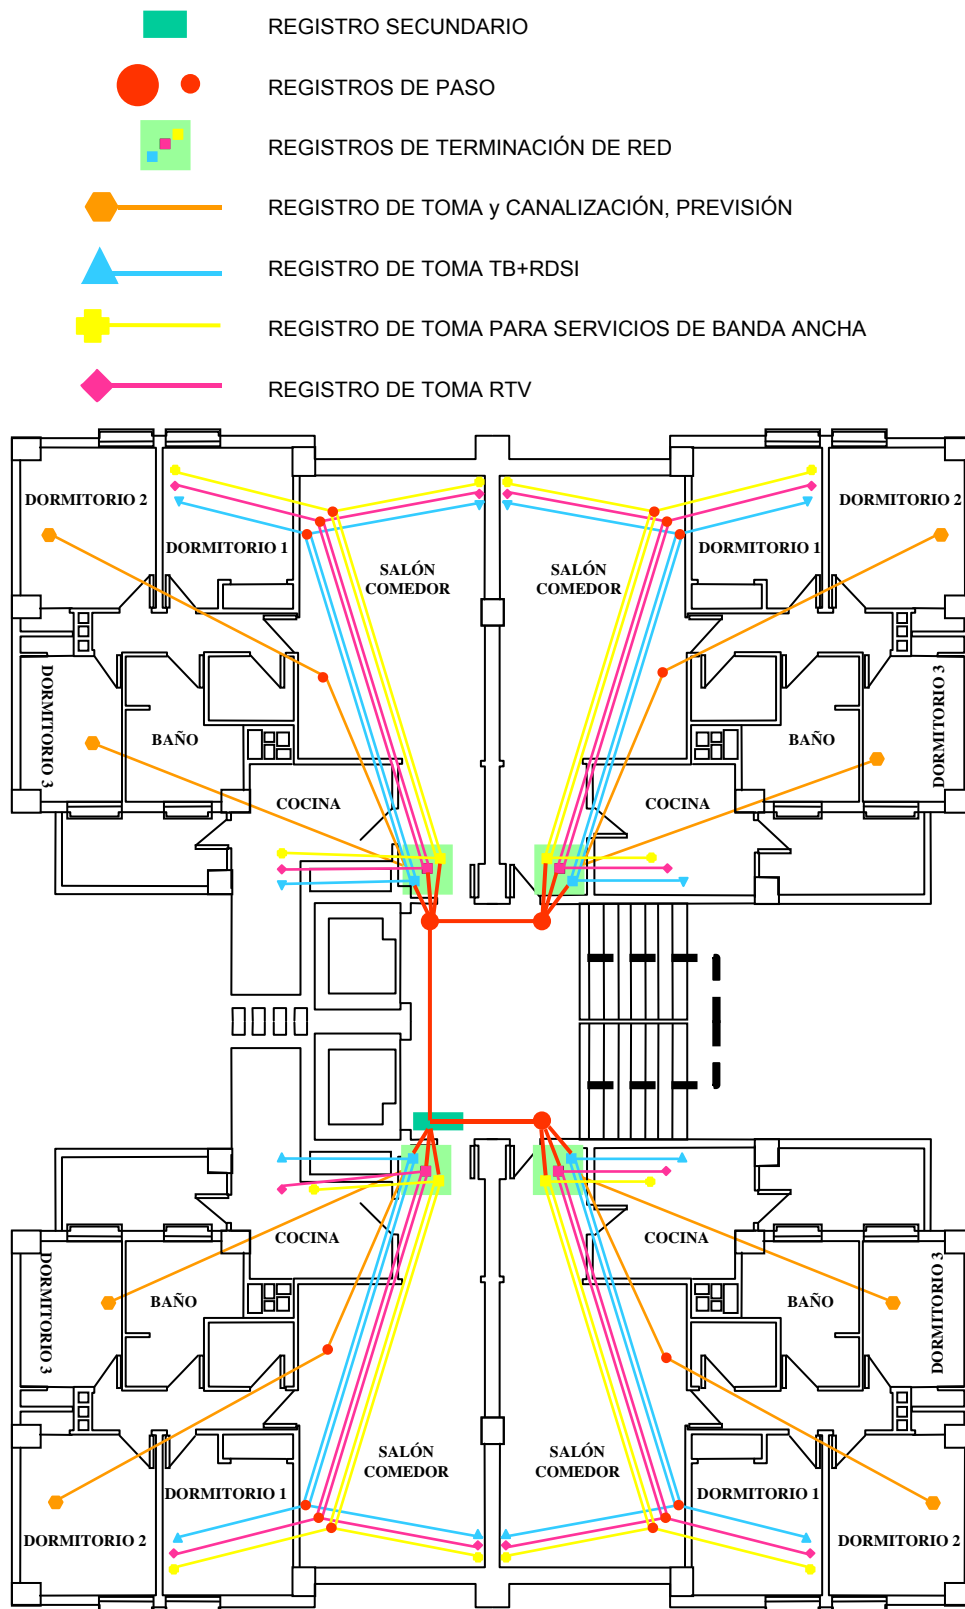 REGISTRO SECUNDARIO
REGISTROS DE PASO
REGISTROS DE TERMINACIÓN DE RED
REGISTRO DE TOMA y CANALIZACIÓN, PREVISIÓN
REGISTRO DE TOMA TB+RDSI
REGISTRO DE TOMA PARA SERVICIOS DE BANDA ANCHA
REGISTRO DE TOMA RTV
DORMITORIO 2
DORMITORIO 1
SALÓN
COMEDOR
SALÓN
COMEDOR
DORMITORIO 1
DORMITORIO 2
DORMITORIO 3
BAÑO
COCINA
COCINA
BAÑO
DORMITORIO 3
DORMITORIO 3
BAÑO
COCINA
COCINA
BAÑO
DORMITORIO 3
DORMITORIO 2
DORMITORIO 1
SALÓN
COMEDOR
SALÓN
COMEDOR
DORMITORIO 1
DORMITORIO 2